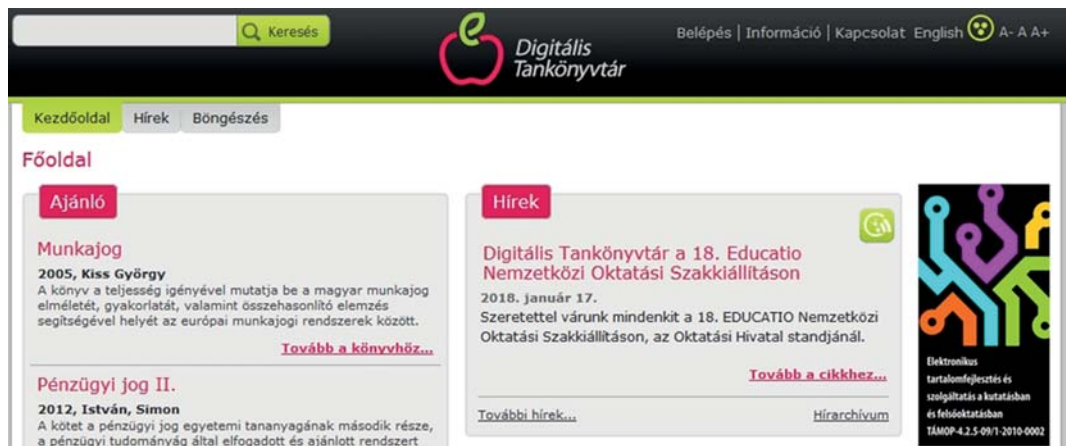 Keresés
Digitális
Tankönyvtár
Belépés | Információ | Kapcsolat English A- A A+
Kezdőoldal Hírek Böngészés
Főoldal
Ajánló
Munkajog
2005, Kiss György
A könyv a teljesség igényével mutatja be a magyar munkajog
elméletét, gyakorlatát, valamint összehasonlító elemzés
segítségével helyét az európai munkajogi rendszerek között.
Tovább a könyvhöz...
Pénzügyi jog II.
2012, István, Simon
A kötet a pénzügyi jog egyetemi tananyagának második része,
a pénzügyi tudományág által elfogadott és ajánlott rendszert
Hírek
Digitális Tankönyvtár a 18. Educatio
Nemzetközi Oktatási Szakkiállításon
2018. január 17.
Szeretettel várunk mindenkit a 18. EDUCATIO Nemzetközi
Oktatási Szakkiállításon, az Oktatási Hivatal standjánál.
Tovább a cikkhez...
További hírek... Hírarchívum
Elektronikus
tartalomfejlesztés és
szolgáltatás a kutatásban
és felsőoktatásban
TÁMOP-4.2.5-09/1-2010-0002